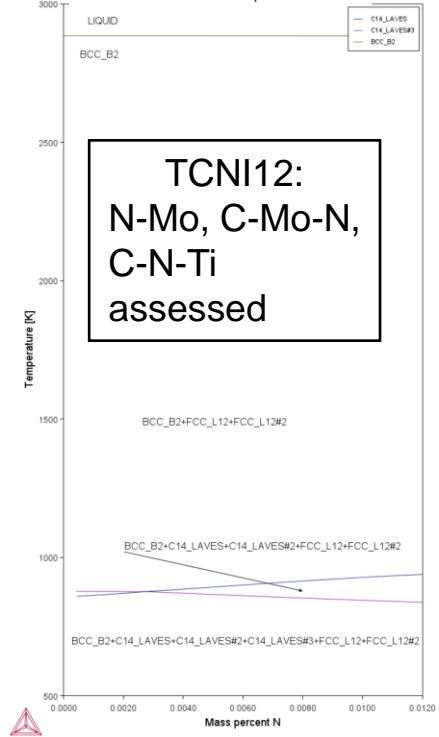 3000
LIQUID
C14_LAVES
C14_LAVES#3
BCC_B2
BCC_B2
2500
TCNI12:
N-Mo, C-Mo-N,
C-N-Ti
assessed
2000
Temperature [K]
1500
BCC_B2+FCC_L12+FCC_L12#2
BCC_B2+C14_LAVES+C14_LAVES#2+FCC_L12+FCC_L12#2
1000
BCC_B2+C14_LAVES+C14_LAVES#2+C14_LAVES#3+FCC_L12+FCC_L12#2
500
0.0000 0.0020 0.0040 0.0060 0.0080 0.0100 0.0120
Mass percent N